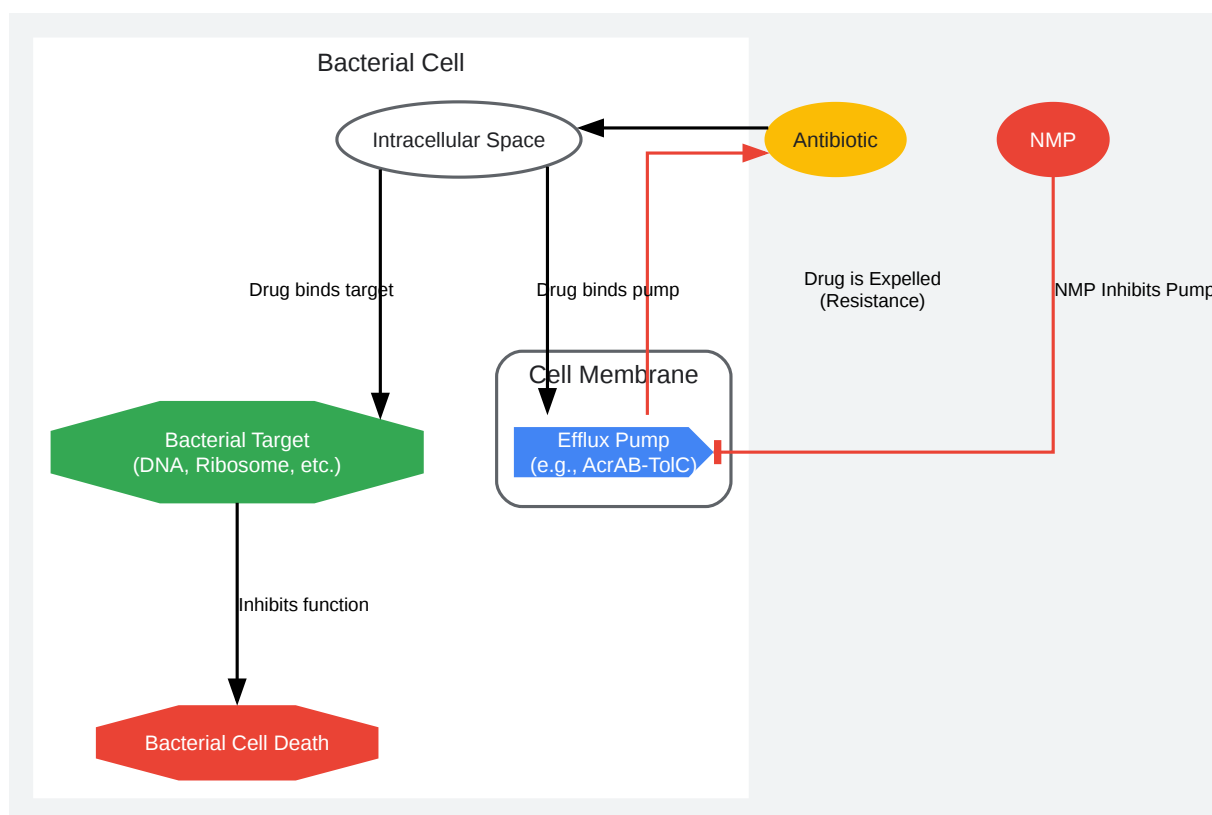 Bacterial Cell
Intracellular Space
Antibiotic
NMP
Drug binds target
Drug binds pump
Drug is Expelled
(Resistance)
NMP Inhibits Pump
Cell Membrane
Bacterial Target
(DNA, Ribosome, etc.)
Efflux Pump
(e.g., AcrAB-TolC)
Inhibits function
Bacterial Cell Death